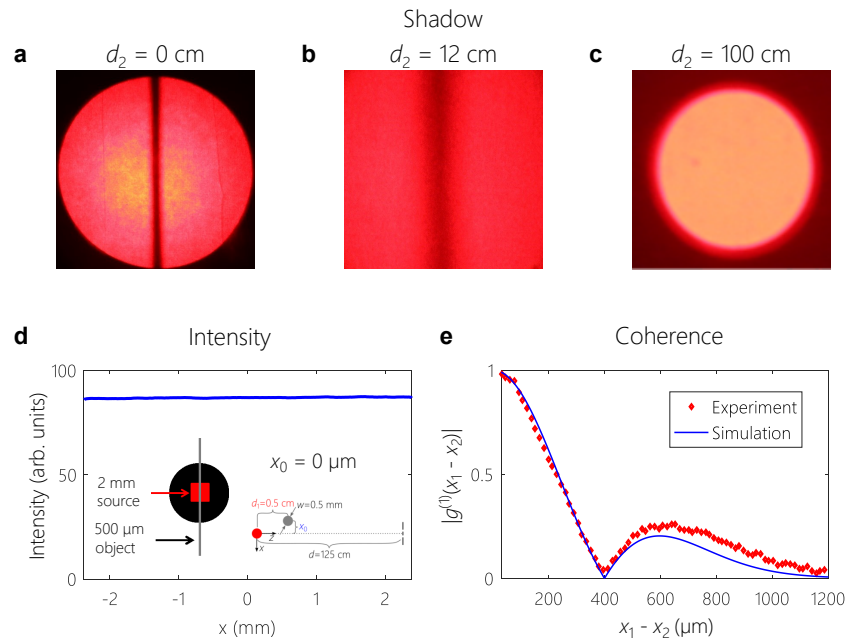 Shadow
a
d₂ = 0 cm
b
d₂ = 12 cm
c
d₂ = 100 cm
d
Intensity
Intensity (arb. units)
100
50
0
x₀ = 0 µm
2 mm
source
500 µm
object
d₁=0.5 cm
w=0.5 mm
x₀
z
x
d=125 cm
-2
-1
0
1
2
x (mm)
e
Coherence
|g⁽¹⁾(x₁ - x₂)|
1
0.5
0
Experiment
Simulation
200
400
600
800
1000
1200
x₁ - x₂ (µm)